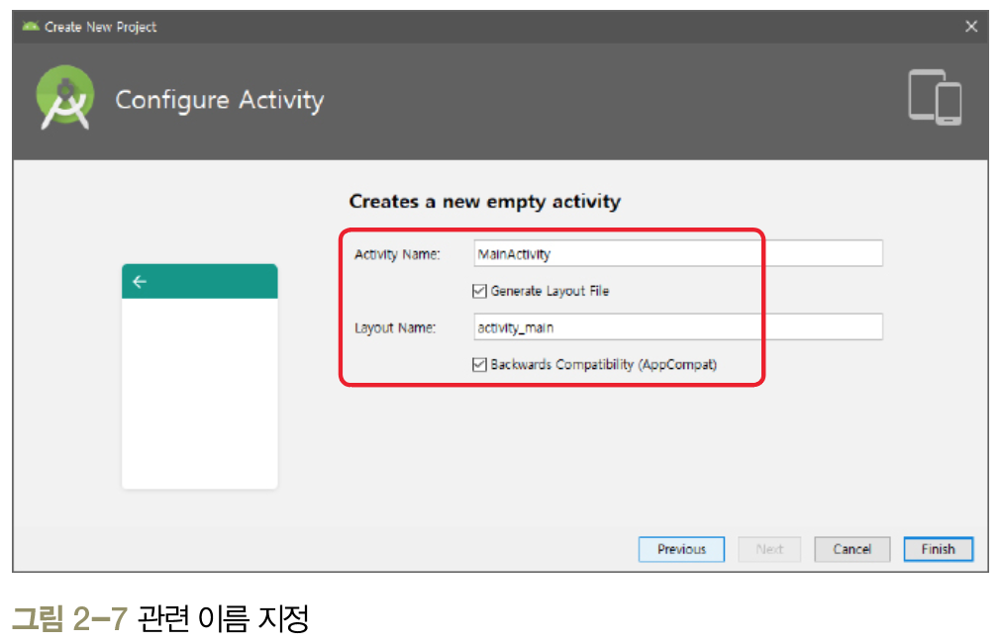 Create New Project
Configure Activity
Creates a new empty activity
Activity Name: MainActivity
Generate Layout File
Layout Name: activity_main
Backwards Compatibility (AppCompat)
Previous Next Cancel Finish
그림 2-7 관련 이름 지정